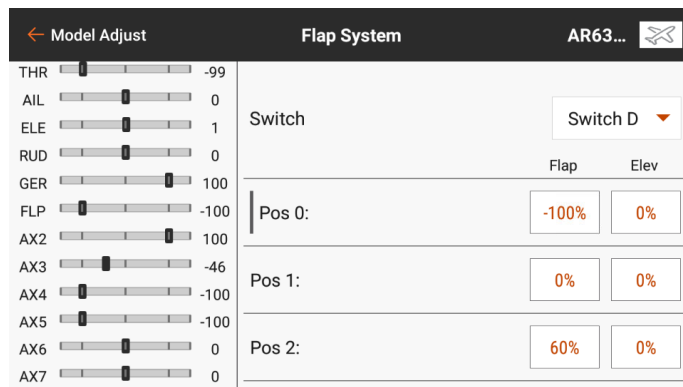 Model Adjust
Flap System
AR63...
THR -99
AIL 0
ELE 1
RUD 0
GER 100
FLP -100
AX2 100
AX3 -46
AX4 -100
AX5 -100
AX6 0
AX7 0
Switch
Switch D
Flap Elev
Pos 0: -100% 0%
Pos 1: 0% 0%
Pos 2: 60% 0%